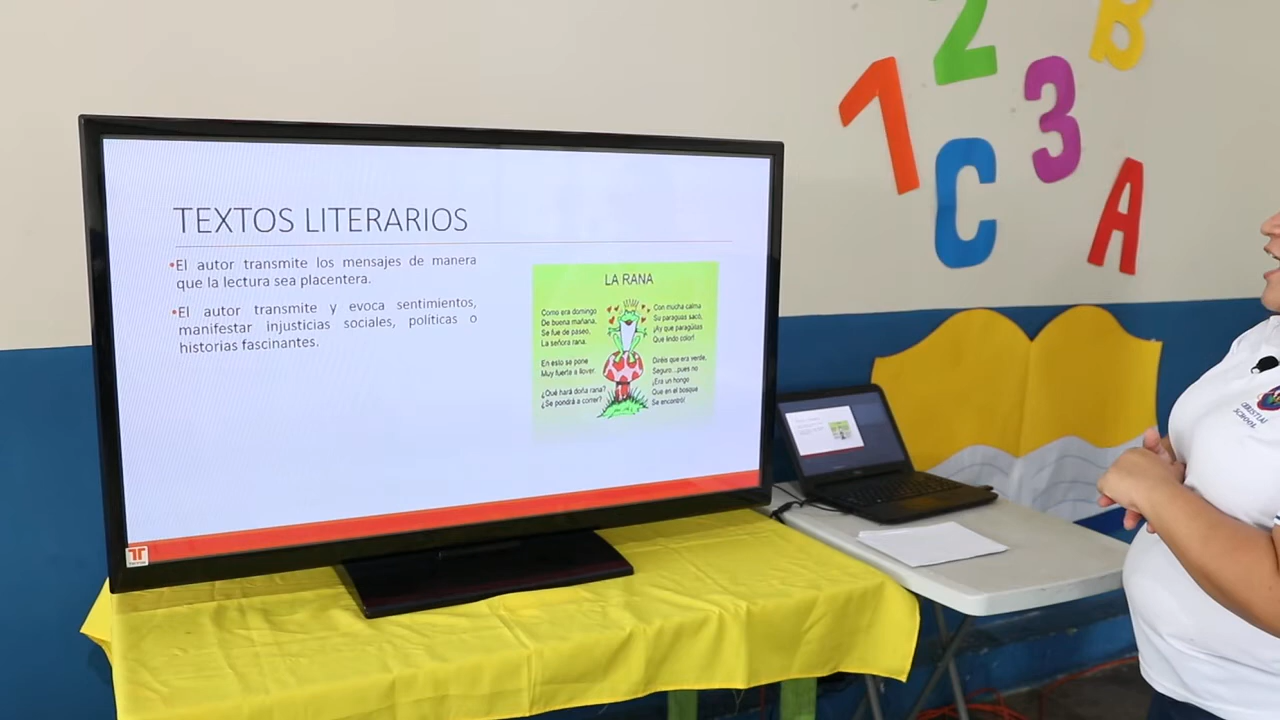 TEXTOS LITERARIOS
•El autor transmite los mensajes de manera
que la lectura sea placentera.
•El autor transmite y evoca sentimientos,
manifestar injusticias sociales, políticas o
historias fascinantes.
LA RANA
Como era domingo
De buena mañana,
Se fue de paseo,
La señora rana.
En esto se pone
Muy fuerte a llover.
¿Qué hará doña rana?
¿Se pondrá a correr?
Con mucha calma
Su paraguas sacó,
¡Ay que paragüitas
Que lindo color!
Diréis que era verde,
Seguro...pues no
¡Era un hongo
Que en el bosque
Se encontró!
2
B
1
3
C
A
CHRISTIAN
SCHOOL